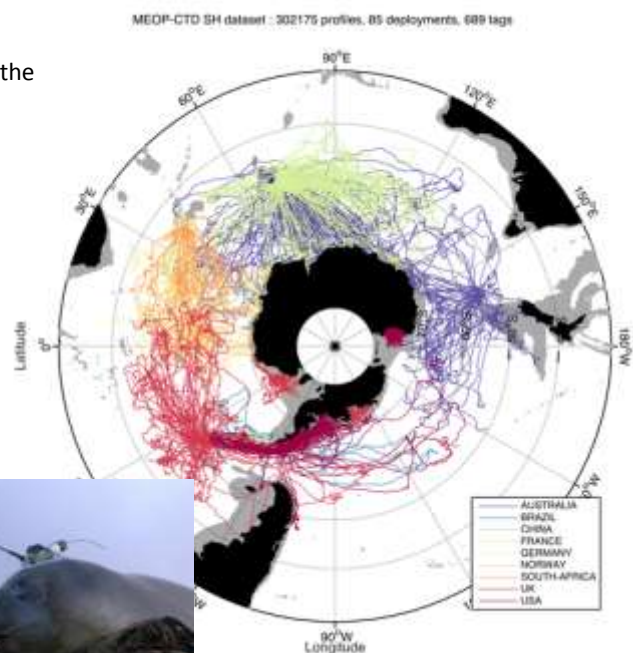 MEOP-CTD SH dataset : 302175 profiles, 85 deployments, 689 tags
the
90°E
60°E
120°E
30°E
150°E
Latitude
0°
180°W
AUSTRALIA
BRAZIL
CHINA
FRANCE
GERMANY
NORWAY
SOUTH-AFRICA
UK
USA
90°W
Longitude